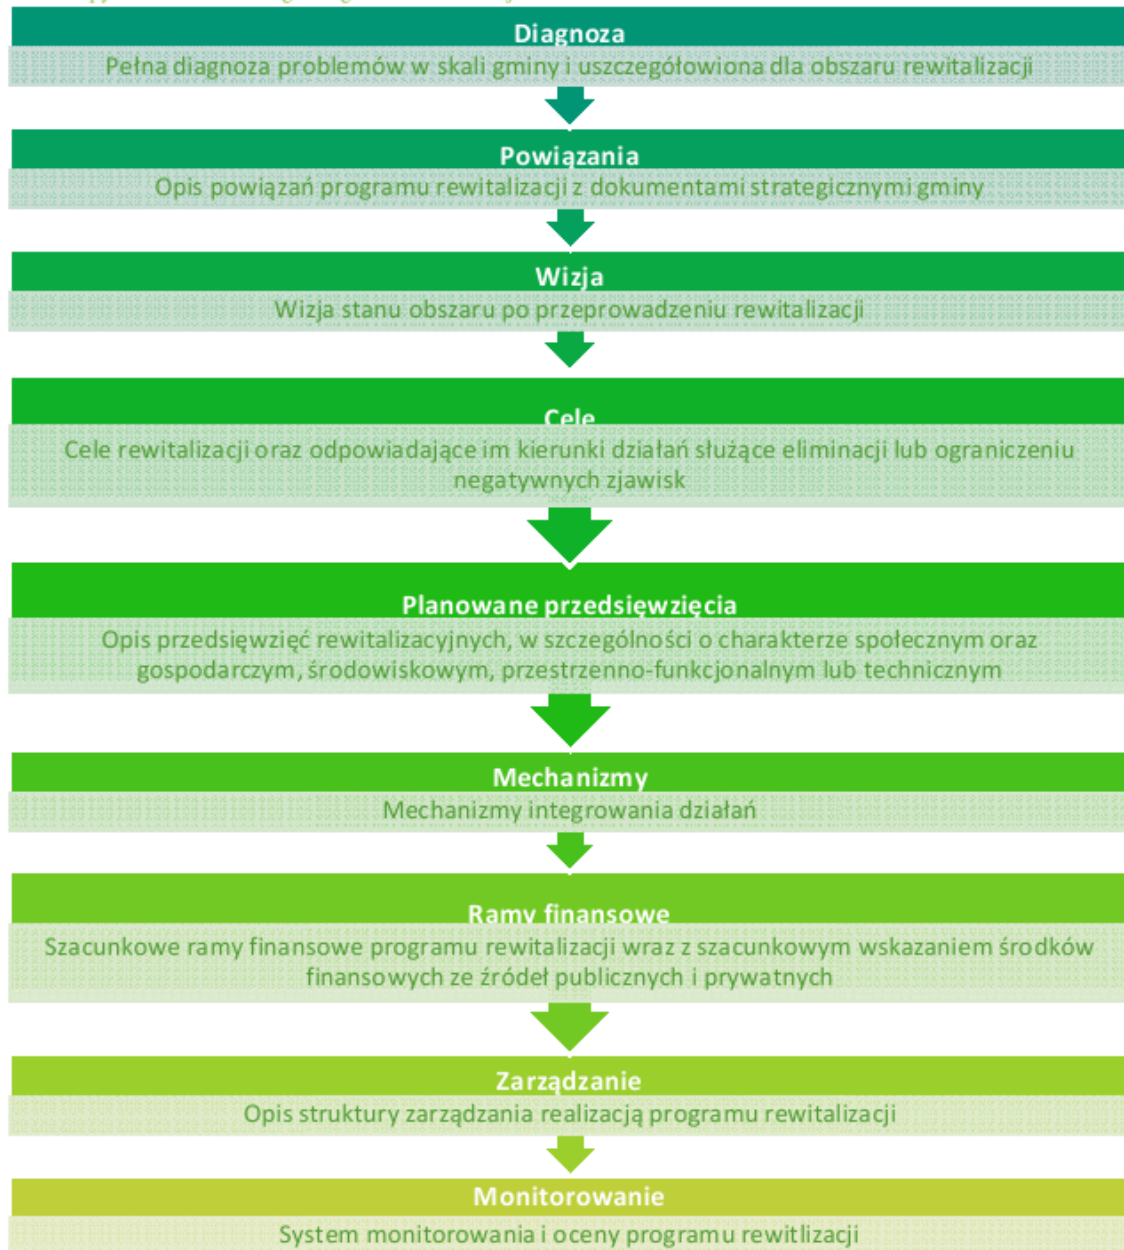 Diagnoza
Pełna diagnoza problemów w skali gminy i uszczegółowiona dla obszaru rewitalizacji
Powiązania
Opis powiązań programu rewitalizacji z dokumentami strategicznymi gminy
Wizja
Wizja stanu obszaru po przeprowadzeniu rewitalizacji
Cele
Cele rewitalizacji oraz odpowiadające im kierunki działań służące eliminacji lub ograniczeniu
negatywnych zjawisk
Planowane przedsięwzięcia
Opis przedsięwzięć rewitalizacyjnych, w szczególności o charakterze społecznym oraz
gospodarczym, środowiskowym, przestrzenno-funkcjonalnym lub technicznym
Mechanizmy
Mechanizmy integrowania działań
Ramy finansowe
Szacunkowe ramy finansowe programu rewitalizacji wraz z szacunkowym wskazaniem środków
finansowych ze źródeł publicznych i prywatnych
Zarządzanie
Opis struktury zarządzania realizacją programu rewitalizacji
Monitorowanie
System monitorowania i oceny programu rewitlizacji